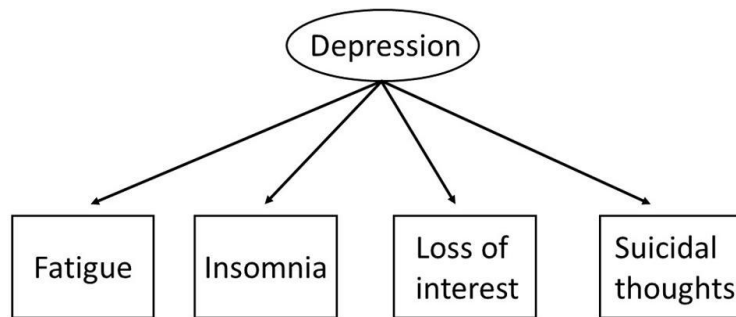 Depression
Fatigue
Insomnia
Loss of
interest
Suicidal
thoughts